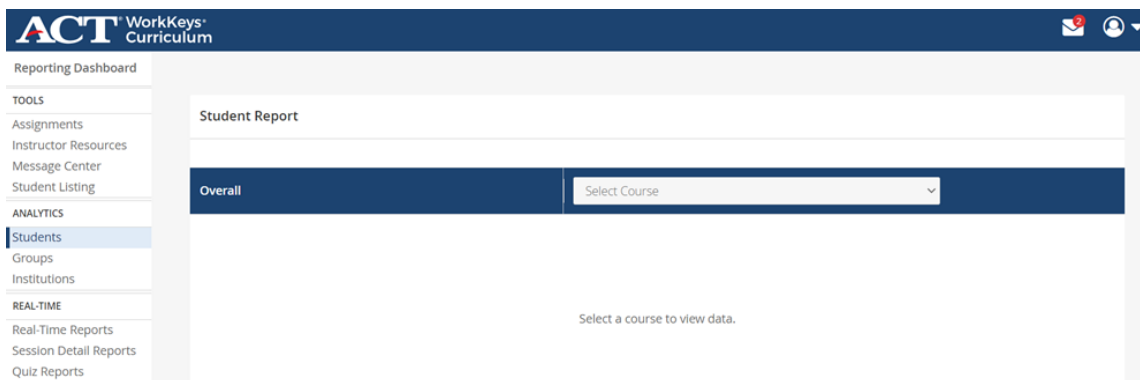 ACT® WorkKeys®
Curriculum
2
Reporting Dashboard
TOOLS
Assignments
Instructor Resources
Message Center
Student Listing
ANALYTICS
Students
Groups
Institutions
REAL-TIME
Real-Time Reports
Session Detail Reports
Quiz Reports
Student Report
Overall
Select Course
Select a course to view data.